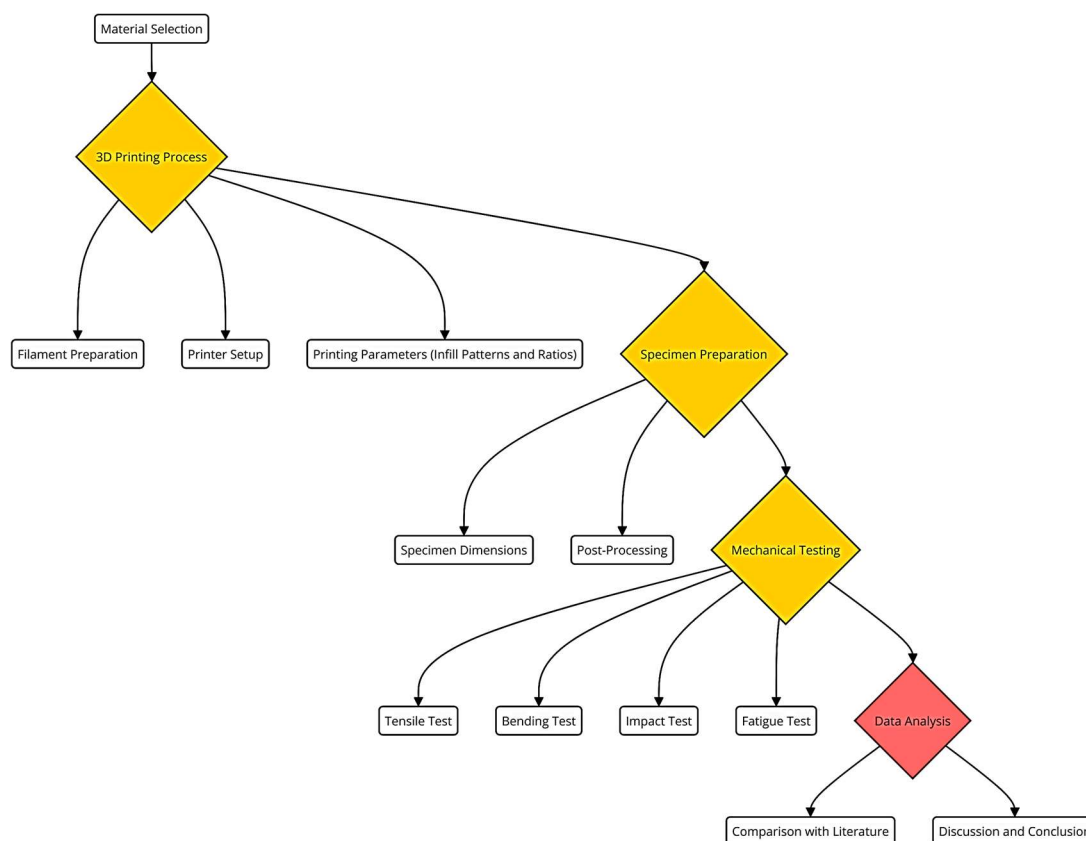 Material Selection
3D Printing Process
Filament Preparation
Printer Setup
Printing Parameters (Infill Patterns and Ratios)
Specimen Preparation
Specimen Dimensions
Post-Processing
Mechanical Testing
Tensile Test
Bending Test
Impact Test
Fatigue Test
Data Analysis
Comparison with Literature
Discussion and Conclusion